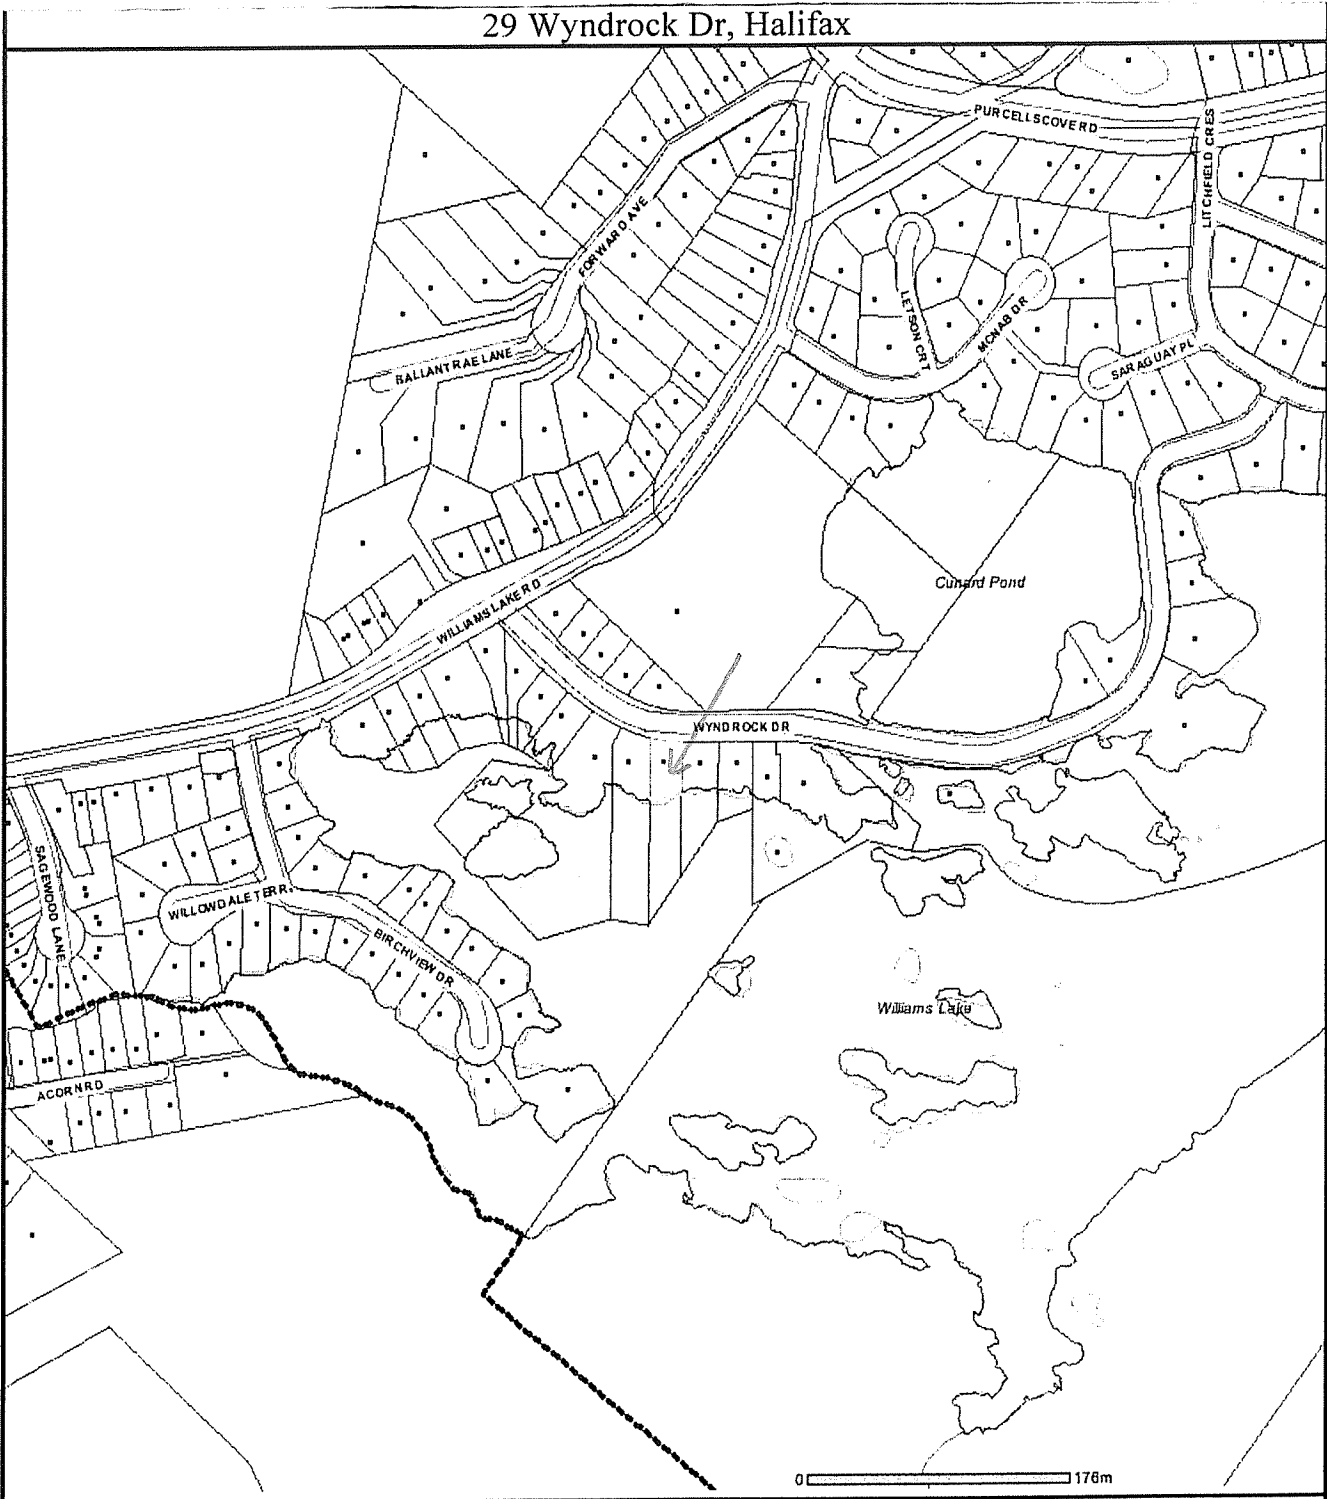 29 Wyndrock Dr, Halifax
PURCELLS COVE RD
LITCHFIELD CRES
FORWARD AVE
LETSON CRT
MCNAB DR
SARAGUAY PL
BALLANTRAE LANE
Cunard Pond
WILLIAMS LAKE RD
WYNDROCK DR
SAGEWOOD LANE
WILLOWDALE TERR
BIRCHVIEW DR
Williams Lake
ACORN RD
0 176m